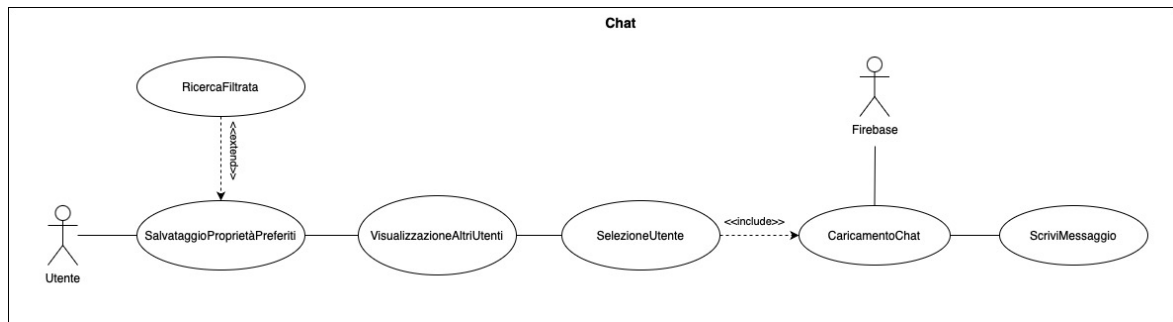 Chat
RicercaFiltrata
<<extend>>
Firebase
Utente
SalvataggioProprietàPreferiti
VisualizzazioneAltriUtenti
SelezioneUtente
<<include>>
CaricamentoChat
ScriviMessaggio